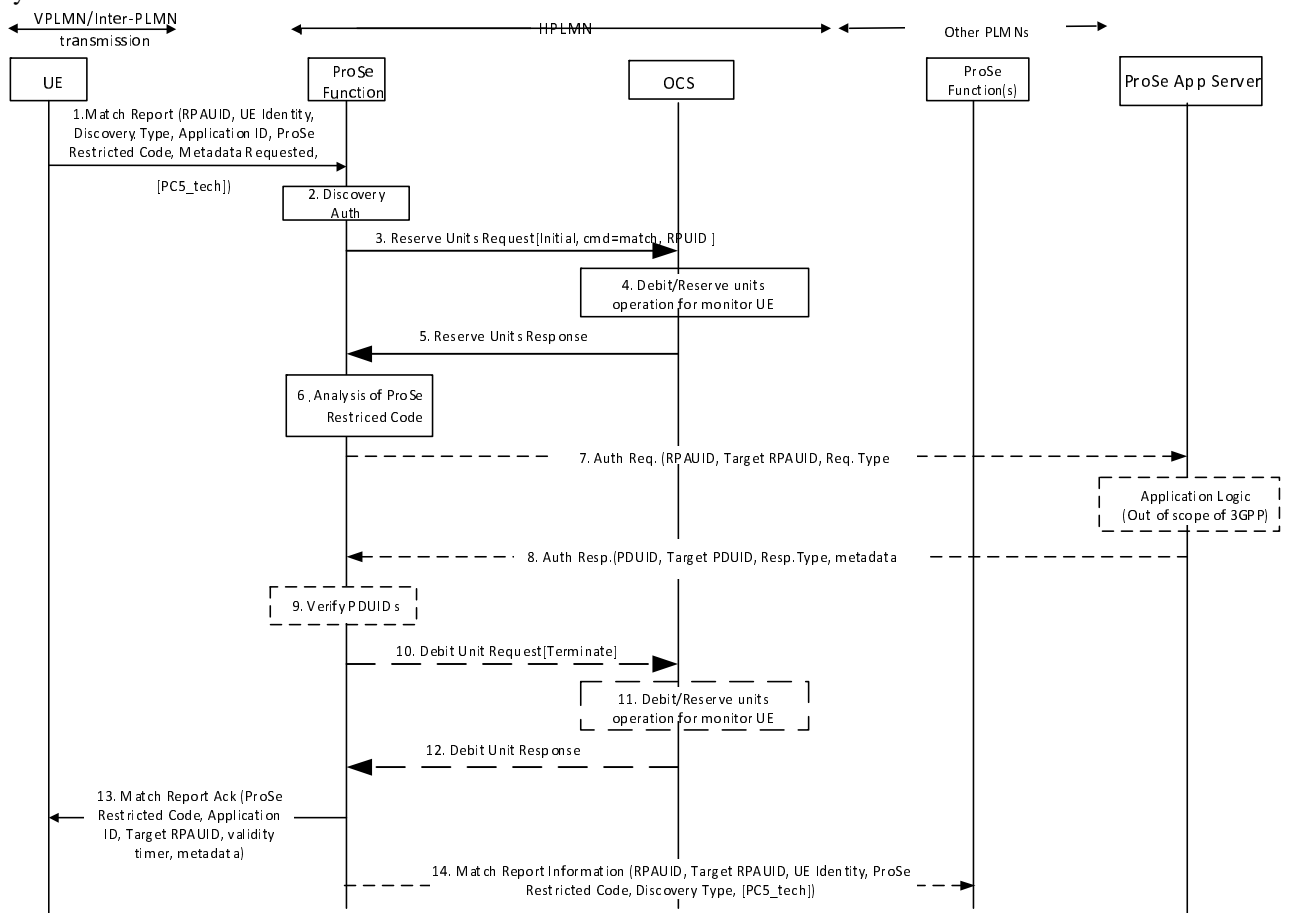 VPLMN/Inter-PLMN
transmission
HPLMN
Other PLMNs
UE
ProSe
Function
OCS
ProSe
Function(s)
ProSe App Server
1.Match Report (RPAUID, UE Identity,
Discovery Type, Application ID, ProSe
Restricted Code, Metadata Requested,
[PC5_tech])
2. Discovery
Auth
3. Reserve Units Request[Initial, cmd=match, RPUID ]
4. Debit/Reserve units
operation for monitor UE
5. Reserve Units Response
6. Analysis of ProSe
Restriced Code
7. Auth Req. (RPAUID, Target RPAUID, Req. Type
Application Logic
(Out of scope of 3GPP)
8. Auth Resp.(PDUID, Target PDUID, Resp.Type, metadata
9. Verify PDUIDs
10. Debit Unit Request[Terminate]
11. Debit/Reserve units
operation for monitor UE
12. Debit Unit Response
13. Match Report Ack (ProSe
Restricted Code, Application
ID, Target RPAUID, validity
timer, metadata)
14. Match Report Information (RPAUID, Target RPAUID, UE Identity, ProSe
Restricted Code, Discovery Type, [PC5_tech])